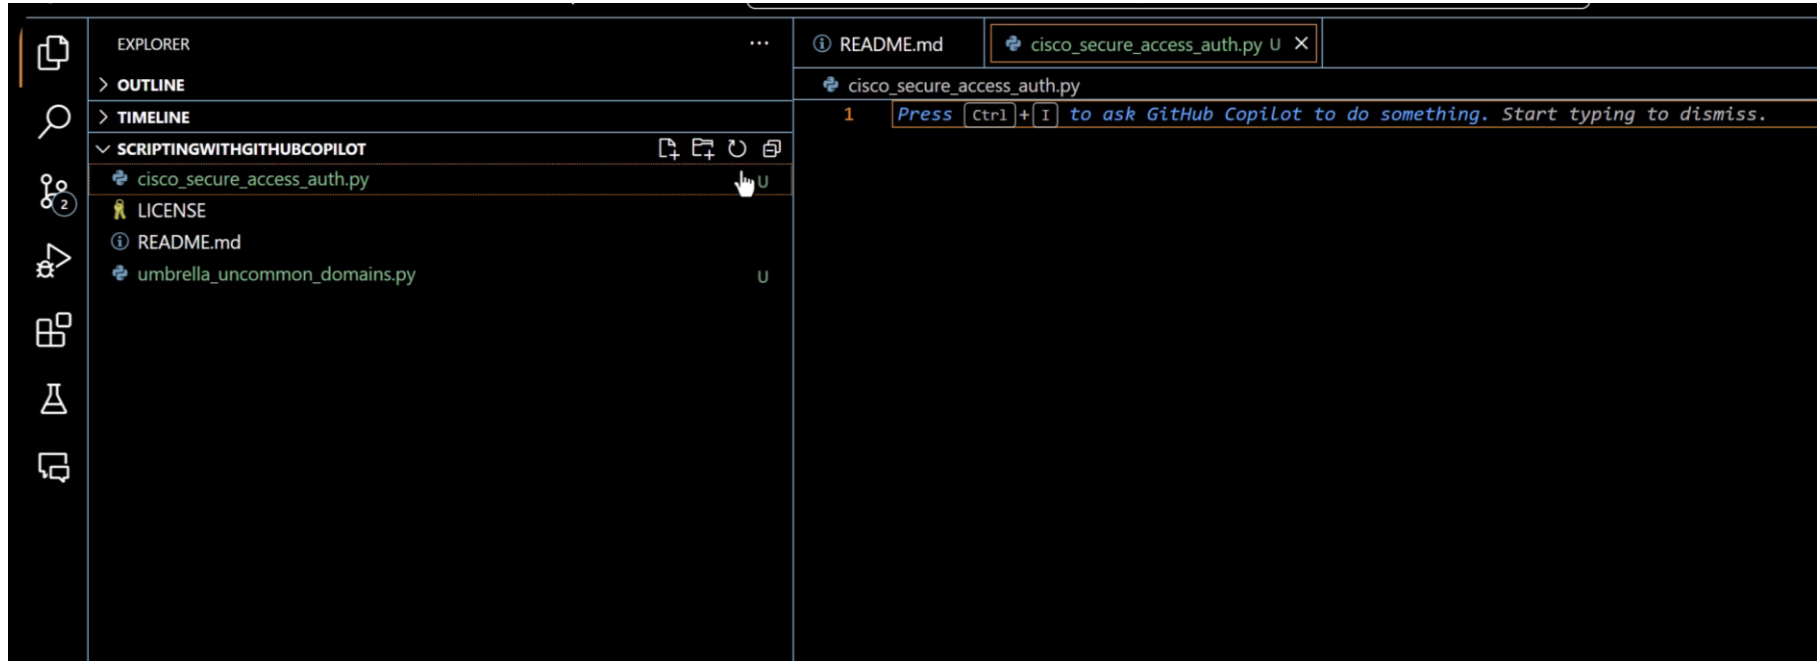 EXPLORER
OUTLINE
TIMELINE
SCRIPTINGWITHGITHUBCOPILOT
cisco_secure_access_auth.py U
LICENSE
README.md
umbrella_uncommon_domains.py U
2
README.md
cisco_secure_access_auth.py U
cisco_secure_access_auth.py
1 Press Ctrl+I to ask GitHub Copilot to do something. Start typing to dismiss.